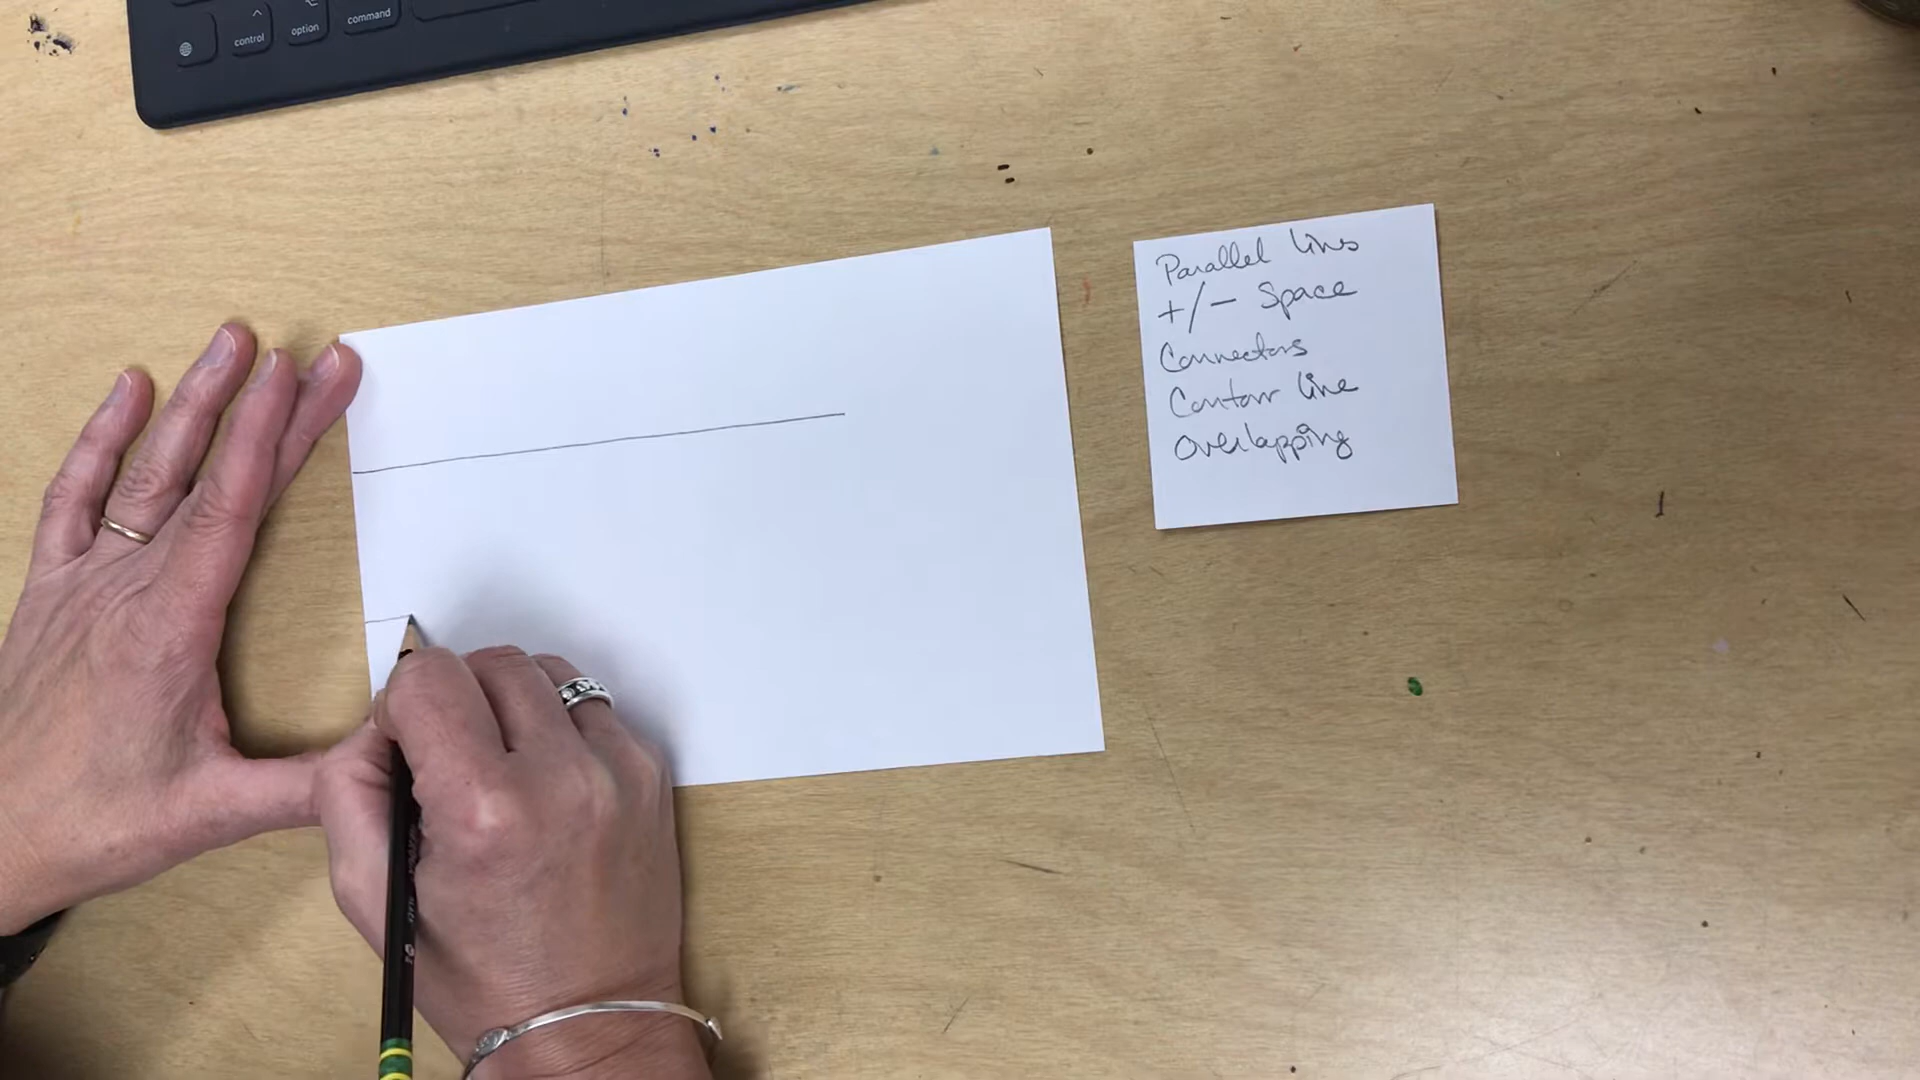 control
option
command
Parallel lines
+/- Space
Connectors
Contour line
Overlapping